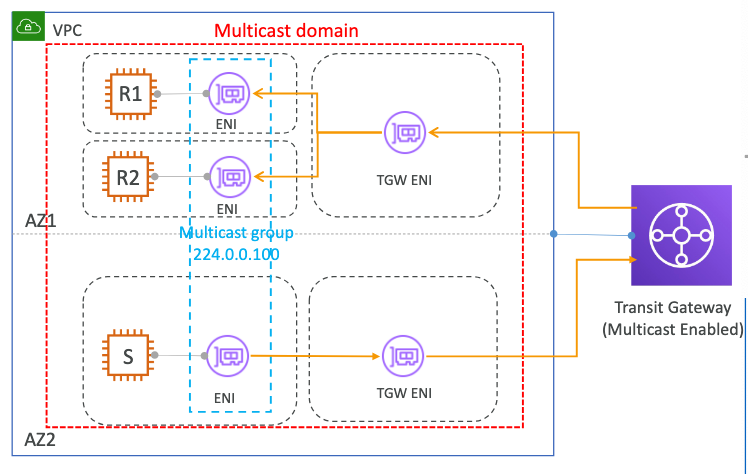 VPC
Multicast domain
R1
ENI
R2
ENI
TGW ENI
AZ1
Multicast group
224.0.0.100
Transit Gateway
(Multicast Enabled)
S
ENI
TGW ENI
AZ2